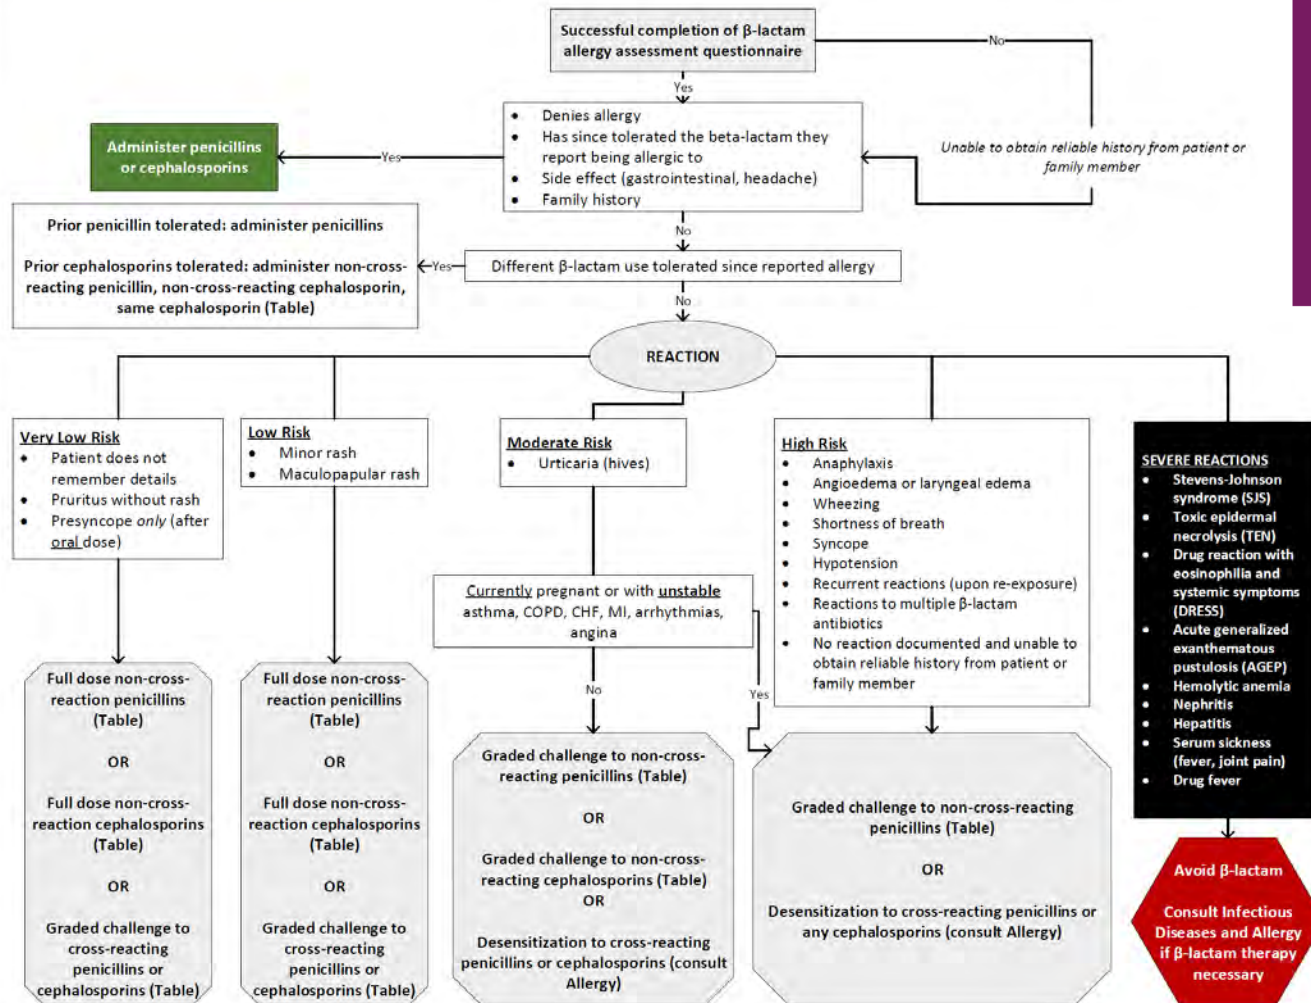 Successful completion of β-lactam
allergy assessment questionnaire
No
Yes
• Denies allergy
• Has since tolerated the beta-lactam they
report being allergic to
• Side effect (gastrointestinal, headache)
• Family history
Unable to obtain reliable history from patient or
family member
Yes
Administer penicillins
or cephalosporins
No
Different β-lactam use tolerated since reported allergy
Yes
Prior penicillin tolerated: administer penicillins
Prior cephalosporins tolerated: administer non-cross-
reacting penicillin, non-cross-reacting cephalosporin,
same cephalosporin (Table)
No
REACTION
Very Low Risk
• Patient does not
remember details
• Pruritus without rash
• Presyncope only (after
oral dose)
Low Risk
• Minor rash
• Maculopapular rash
Moderate Risk
• Urticaria (hives)
High Risk
• Anaphylaxis
• Angioedema or laryngeal edema
• Wheezing
• Shortness of breath
• Syncope
• Hypotension
• Recurrent reactions (upon re-exposure)
• Reactions to multiple β-lactam
antibiotics
• No reaction documented and unable to
obtain reliable history from patient or
family member
SEVERE REACTIONS
• Stevens-Johnson
syndrome (SJS)
• Toxic epidermal
necrolysis (TEN)
• Drug reaction with
eosinophilia and
systemic symptoms
(DRESS)
• Acute generalized
exanthematous
pustulosis (AGEP)
• Hemolytic anemia
• Nephritis
• Hepatitis
• Serum sickness
(fever, joint pain)
• Drug fever
Currently pregnant or with unstable
asthma, COPD, CHF, MI, arrhythmias,
angina
No
Yes
Full dose non-cross-
reaction penicillins
(Table)
OR
Full dose non-cross-
reaction cephalosporins
(Table)
OR
Graded challenge to
cross-reacting
penicillins or
cephalosporins (Table)
Full dose non-cross-
reaction penicillins
(Table)
OR
Full dose non-cross-
reaction cephalosporins
(Table)
OR
Graded challenge to
cross-reacting
penicillins or
cephalosporins (Table)
Graded challenge to non-cross-
reacting penicillins (Table)
OR
Graded challenge to non-cross-
reacting cephalosporins (Table)
OR
Desensitization to cross-reacting
penicillins or cephalosporins (consult
Allergy)
Graded challenge to non-cross-reacting
penicillins (Table)
OR
Desensitization to cross-reacting penicillins or
any cephalosporins (consult Allergy)
Avoid β-lactam
Consult Infectious
Diseases and Allergy
if β-lactam therapy
necessary